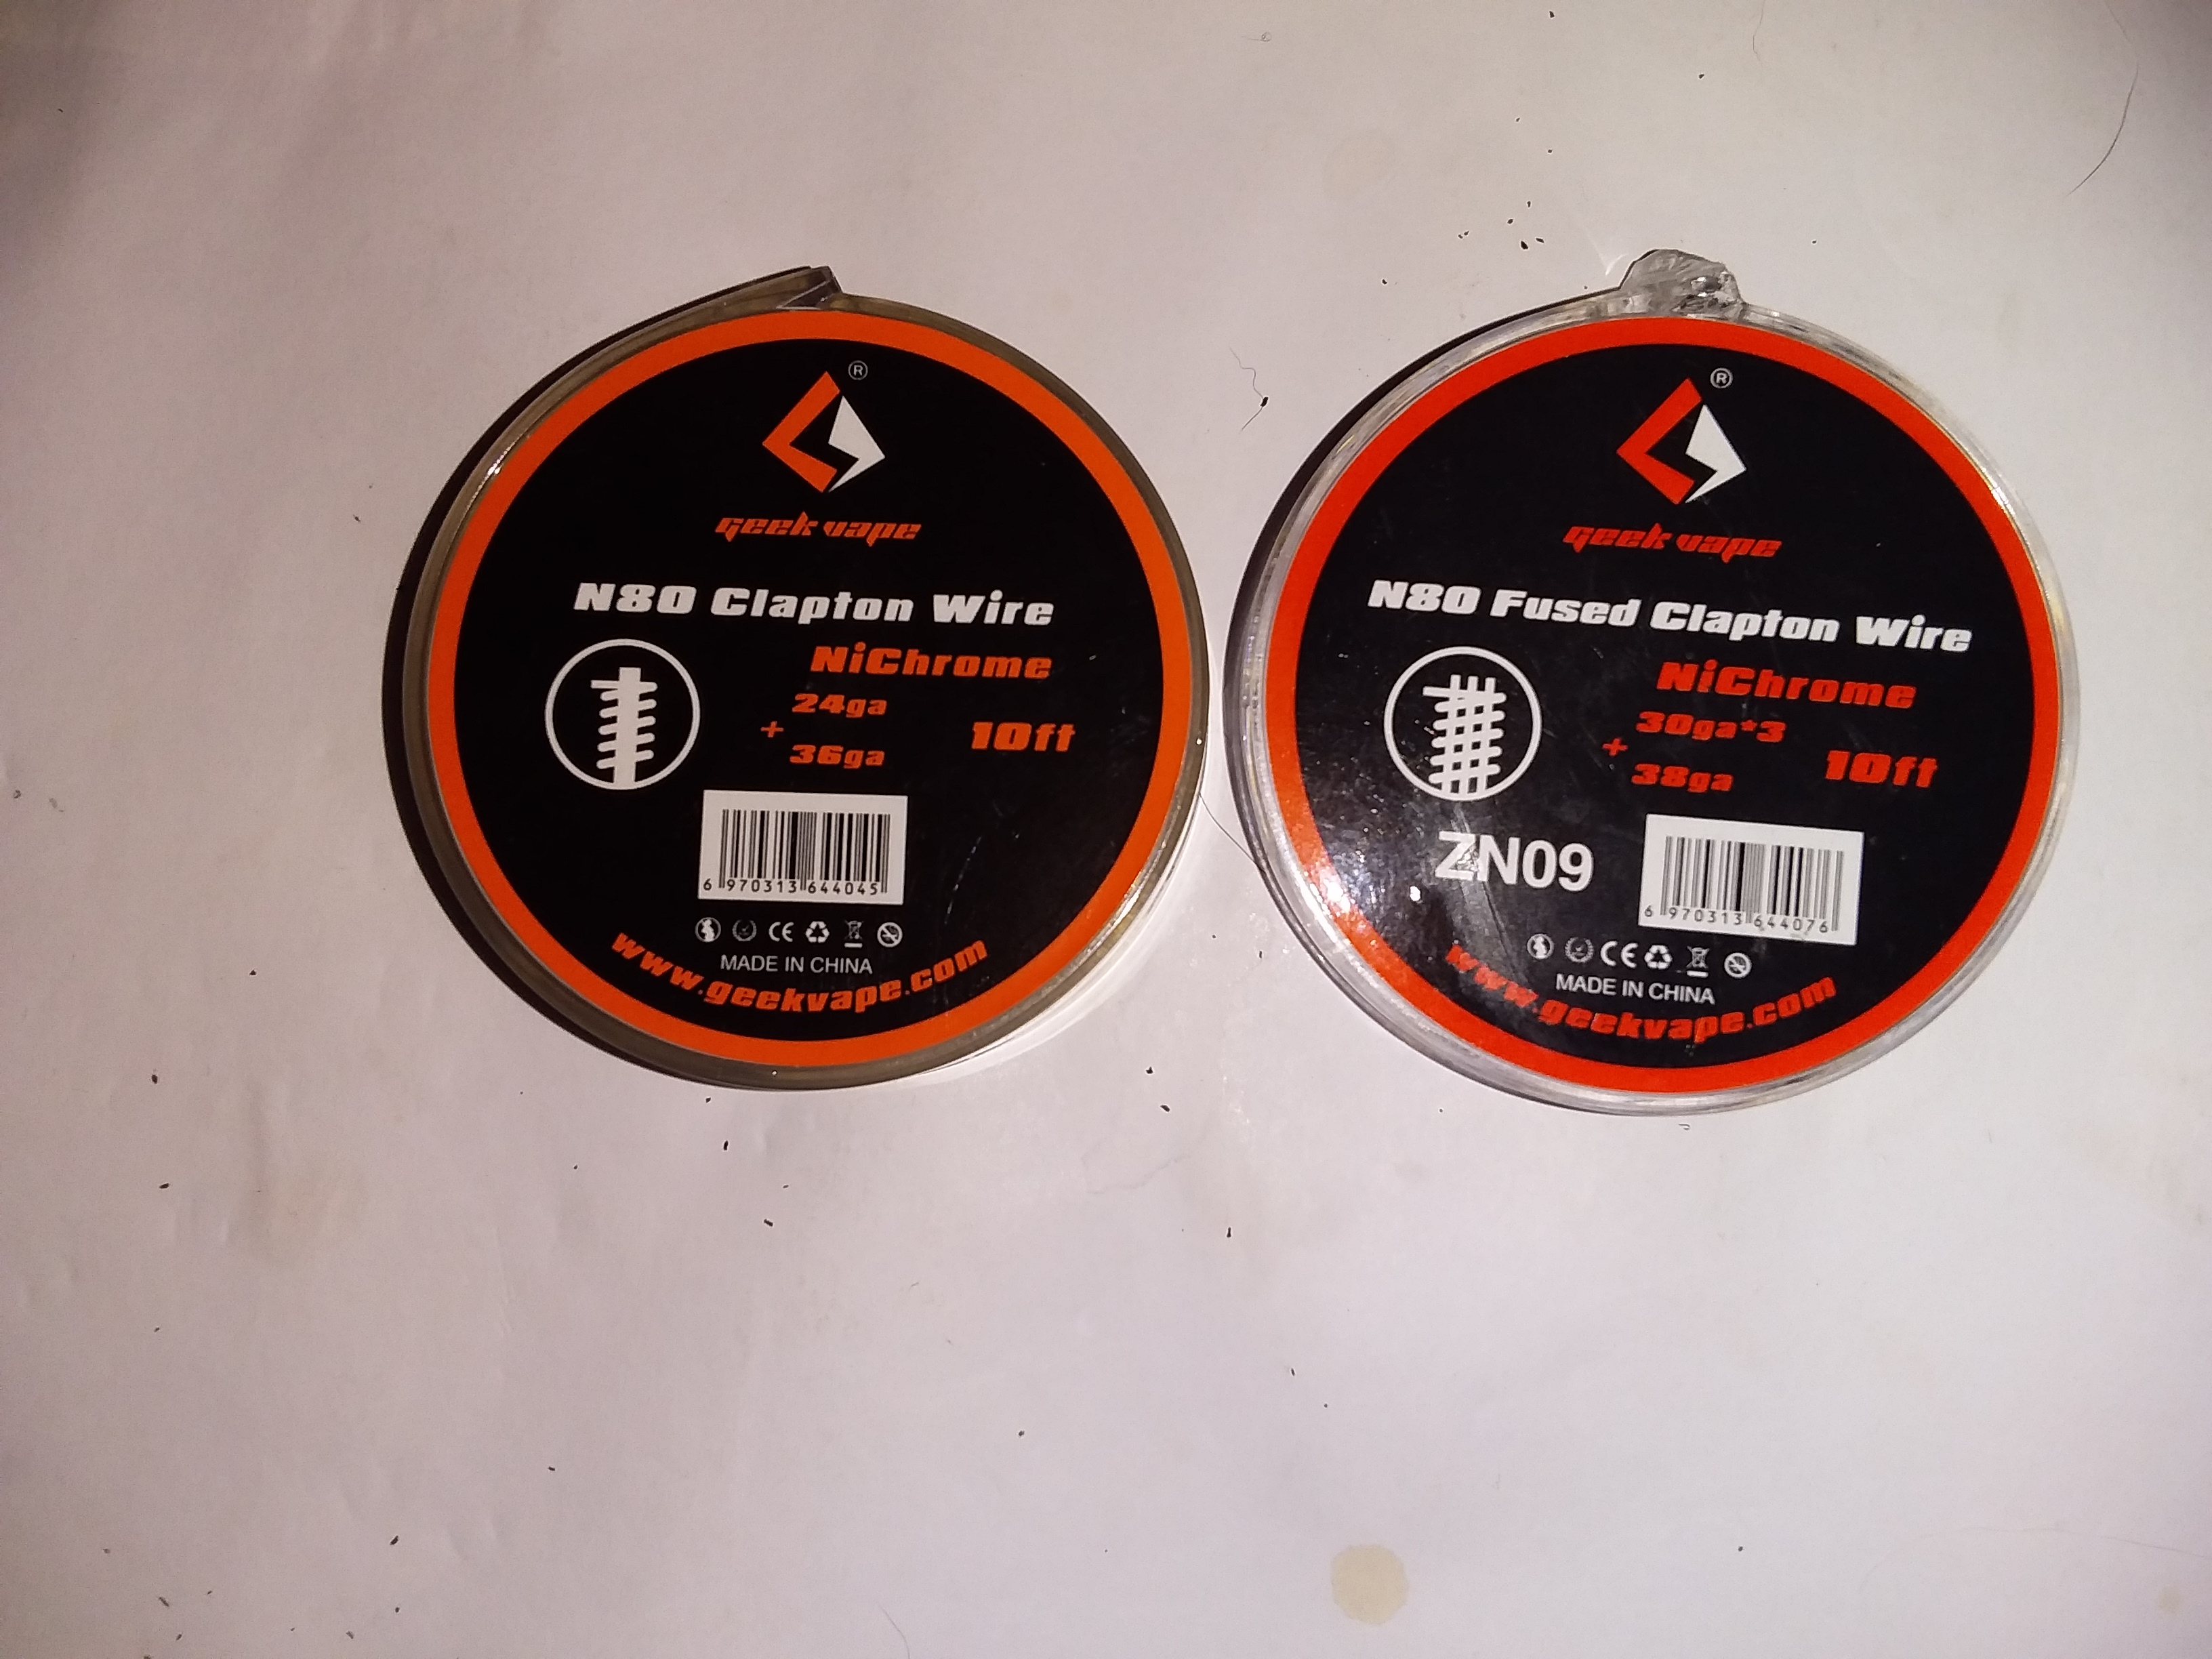 ®
geek vape
N80 Clapton Wire
NiChrome
24ga
+
36ga
10ft
6 970313 644045
CE
MADE IN CHINA
www.geekvape.com
®
geek vape
N80 Fused Clapton Wire
NiChrome
30ga*3
+
38ga
10ft
ZN09
6 970313 644076
CE
MADE IN CHINA
www.geekvape.com